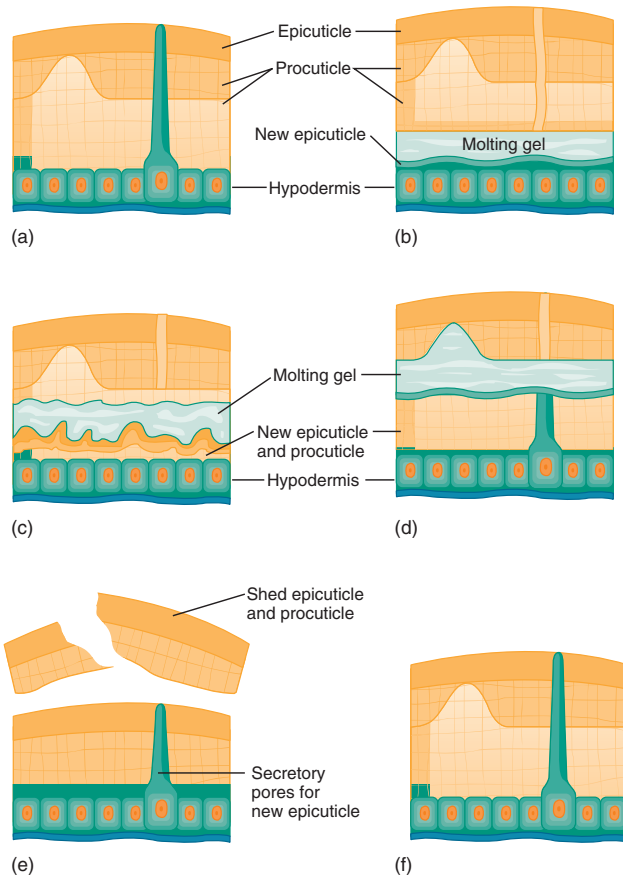 Epicuticle
Procuticle
New epicuticle
Molting gel
Hypodermis
(a)
(b)
Molting gel
New epicuticle
and procuticle
Hypodermis
(c)
(d)
Shed epicuticle
and procuticle
Secretory
pores for
new epicuticle
(e)
(f)